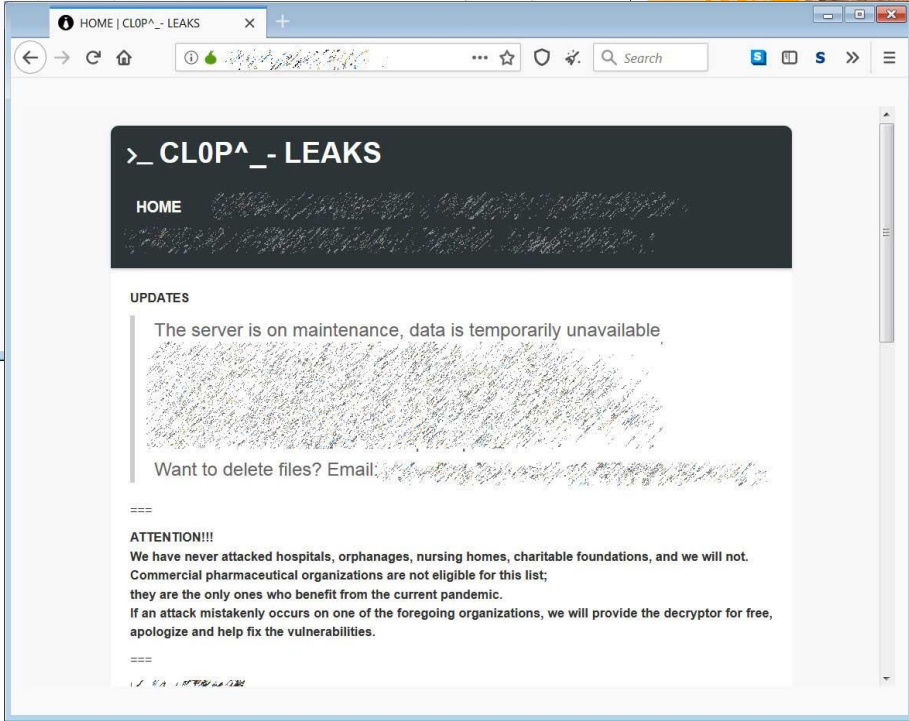 HOME | CL0P^_- LEAKS
Search
S
S
>_ CL0P^_- LEAKS
HOME
UPDATES
The server is on maintenance, data is temporarily unavailable
Want to delete files? Email:
===
ATTENTION!!!
We have never attacked hospitals, orphanages, nursing homes, charitable foundations, and we will not.
Commercial pharmaceutical organizations are not eligible for this list;
they are the only ones who benefit from the current pandemic.
If an attack mistakenly occurs on one of the foregoing organizations, we will provide the decryptor for free,
apologize and help fix the vulnerabilities.
===